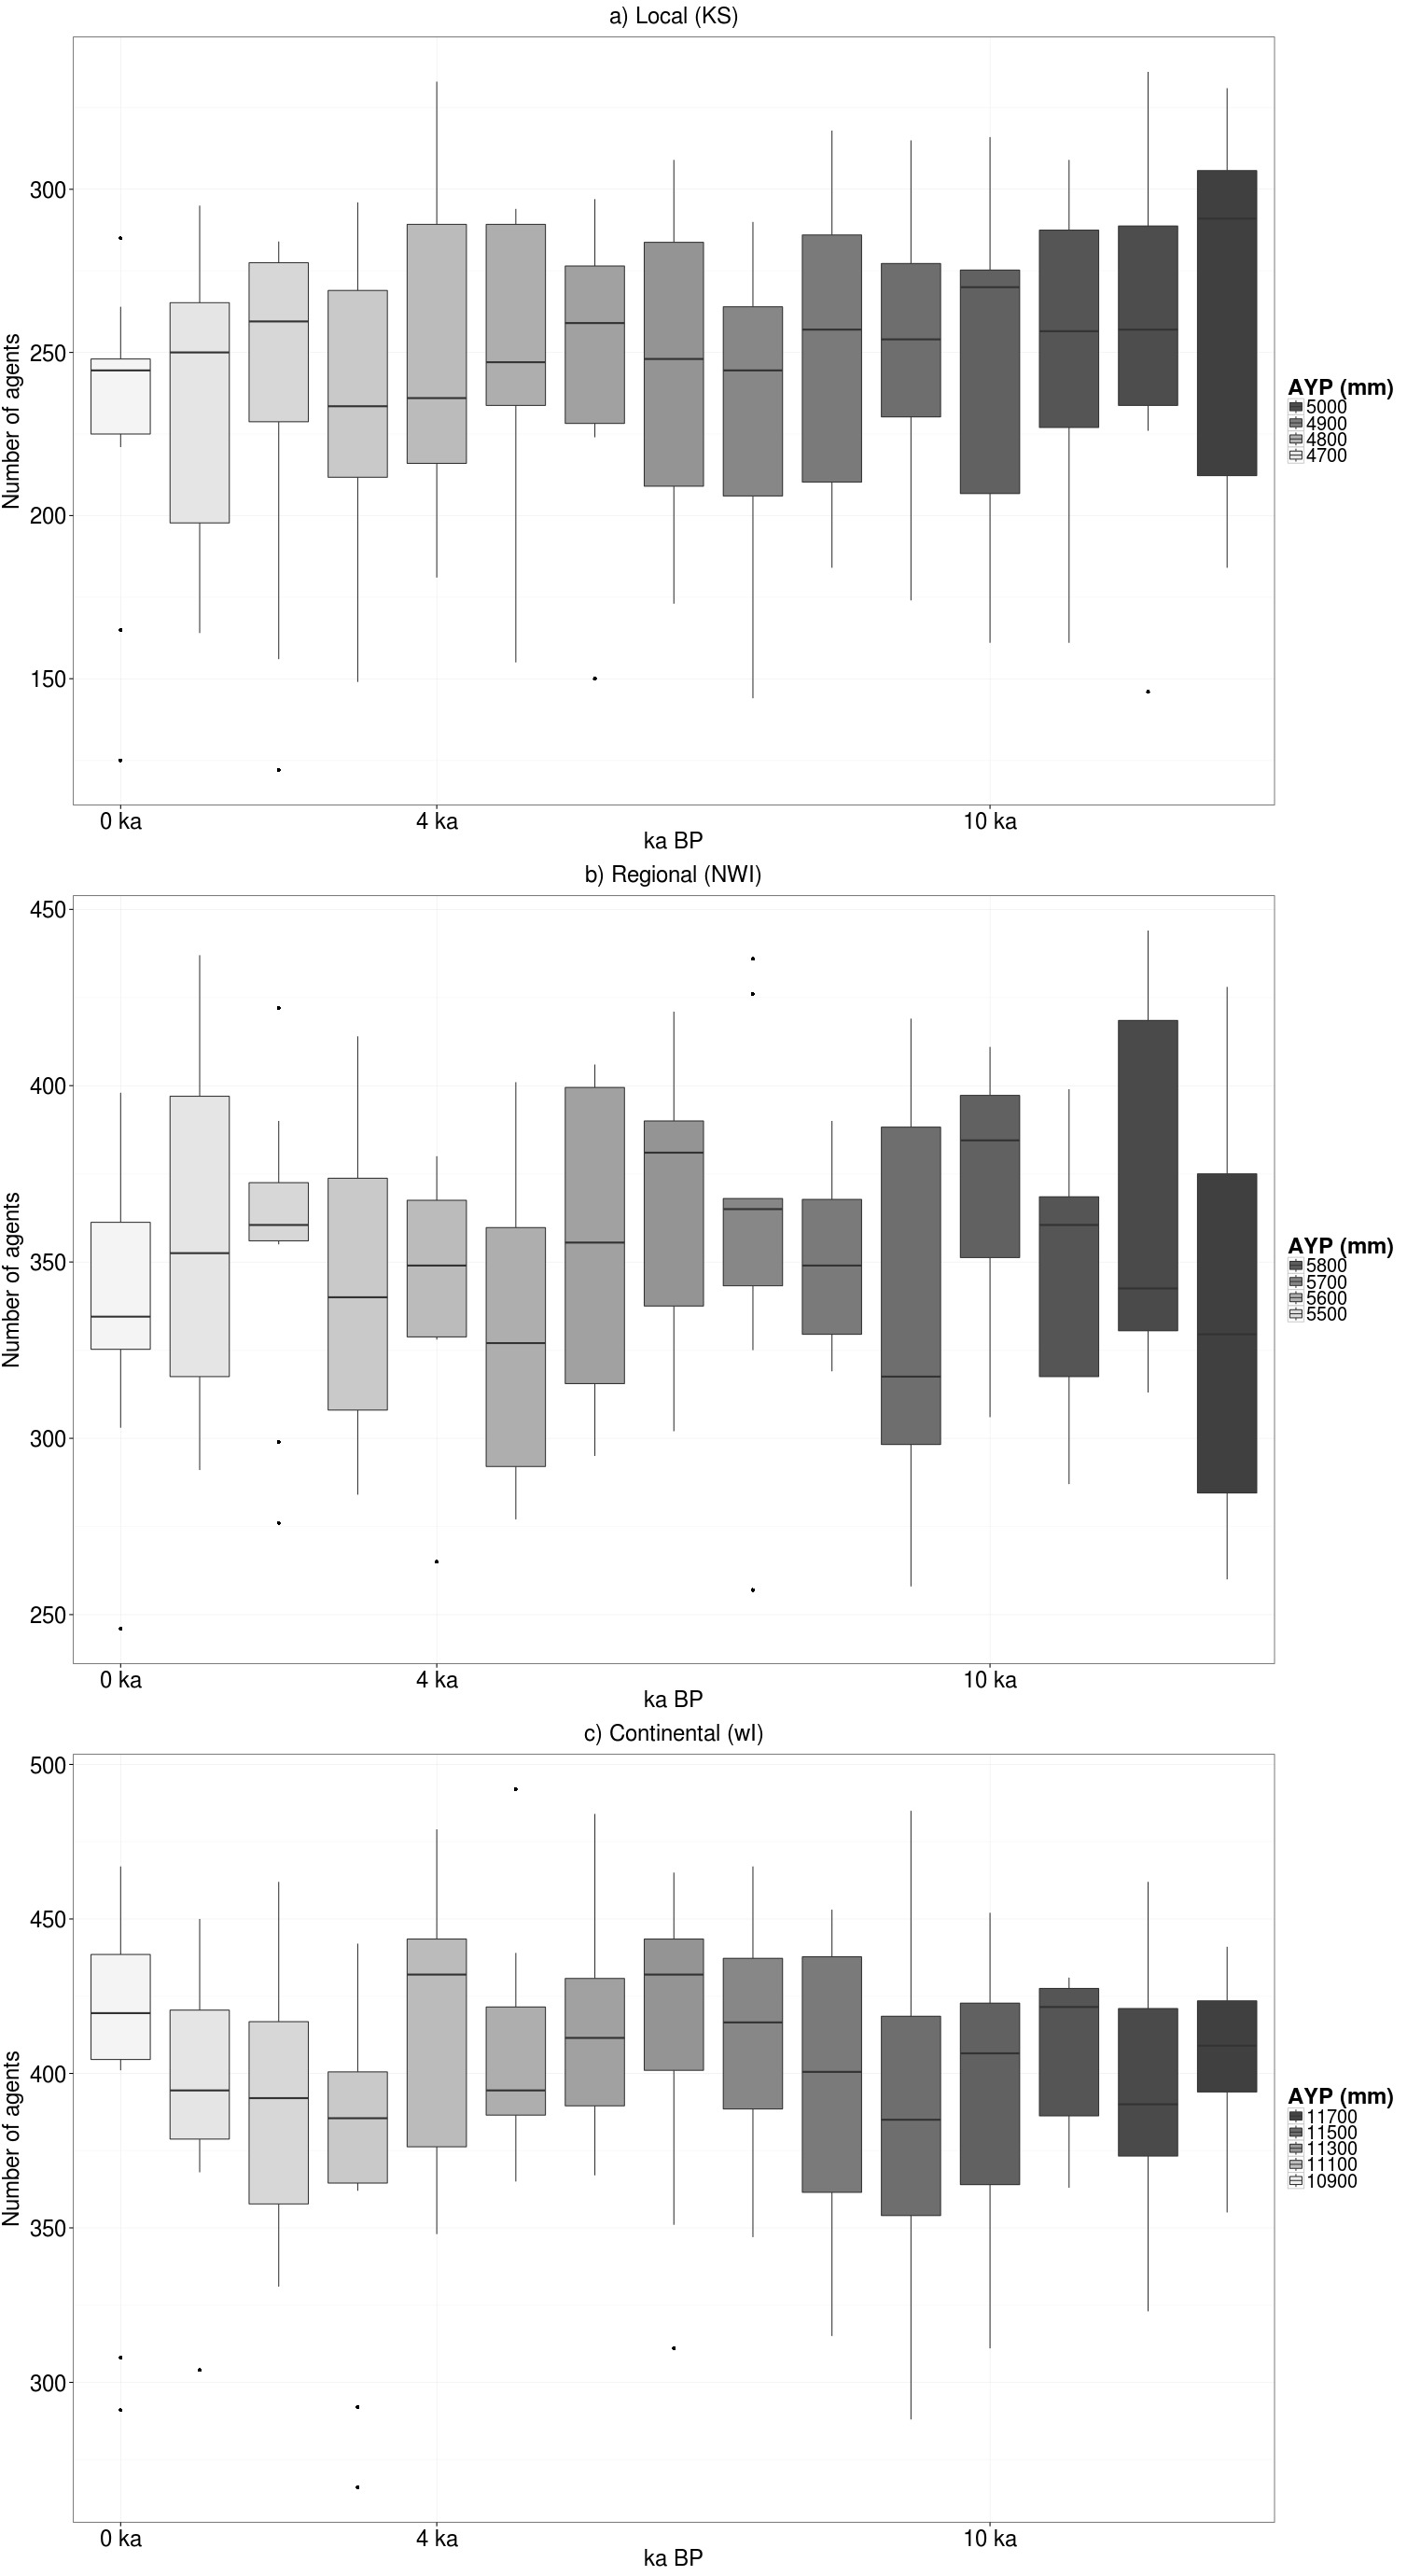 a) Local (KS)
Number of agents
300
250
200
150
0 ka
4 ka
10 ka
ka BP
AYP (mm)
5000
4900
4800
4700
b) Regional (NWI)
Number of agents
450
400
350
300
250
0 ka
4 ka
10 ka
ka BP
AYP (mm)
5800
5700
5600
5500
c) Continental (wI)
Number of agents
500
450
400
350
300
0 ka
4 ka
10 ka
ka BP
AYP (mm)
11700
11500
11300
11100
10900